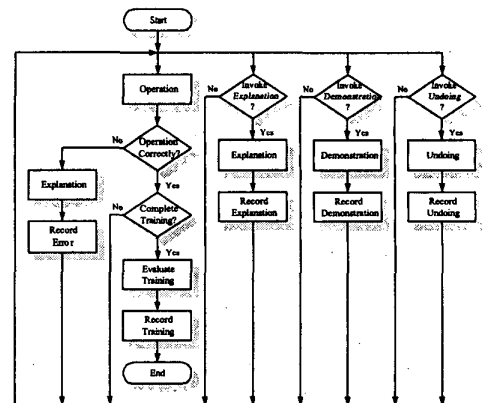 Start
Operation
No
Operation
Correctly?
Yes
Explanation
Record
Error
No
Complete
Training?
Yes
Evaluate
Training
Record
Training
End
No
Invoke
Explanation
?
Yes
Explanation
Record
Explanation
No
Invoke
Demonstration
?
Yes
Demonstration
Record
Demonstration
No
Invoke
Undoing
?
Yes
Undoing
Record
Undoing